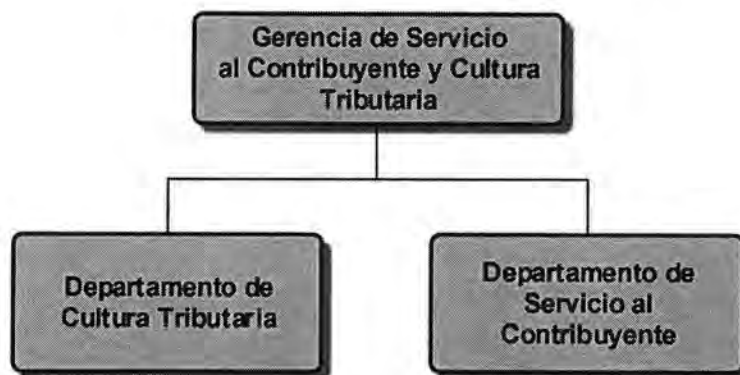 Gerencia de Servicio
al Contribuyente y Cultura
Tributaria
Departamento de
Cultura Tributaria
Departamento de
Servicio al
Contribuyente